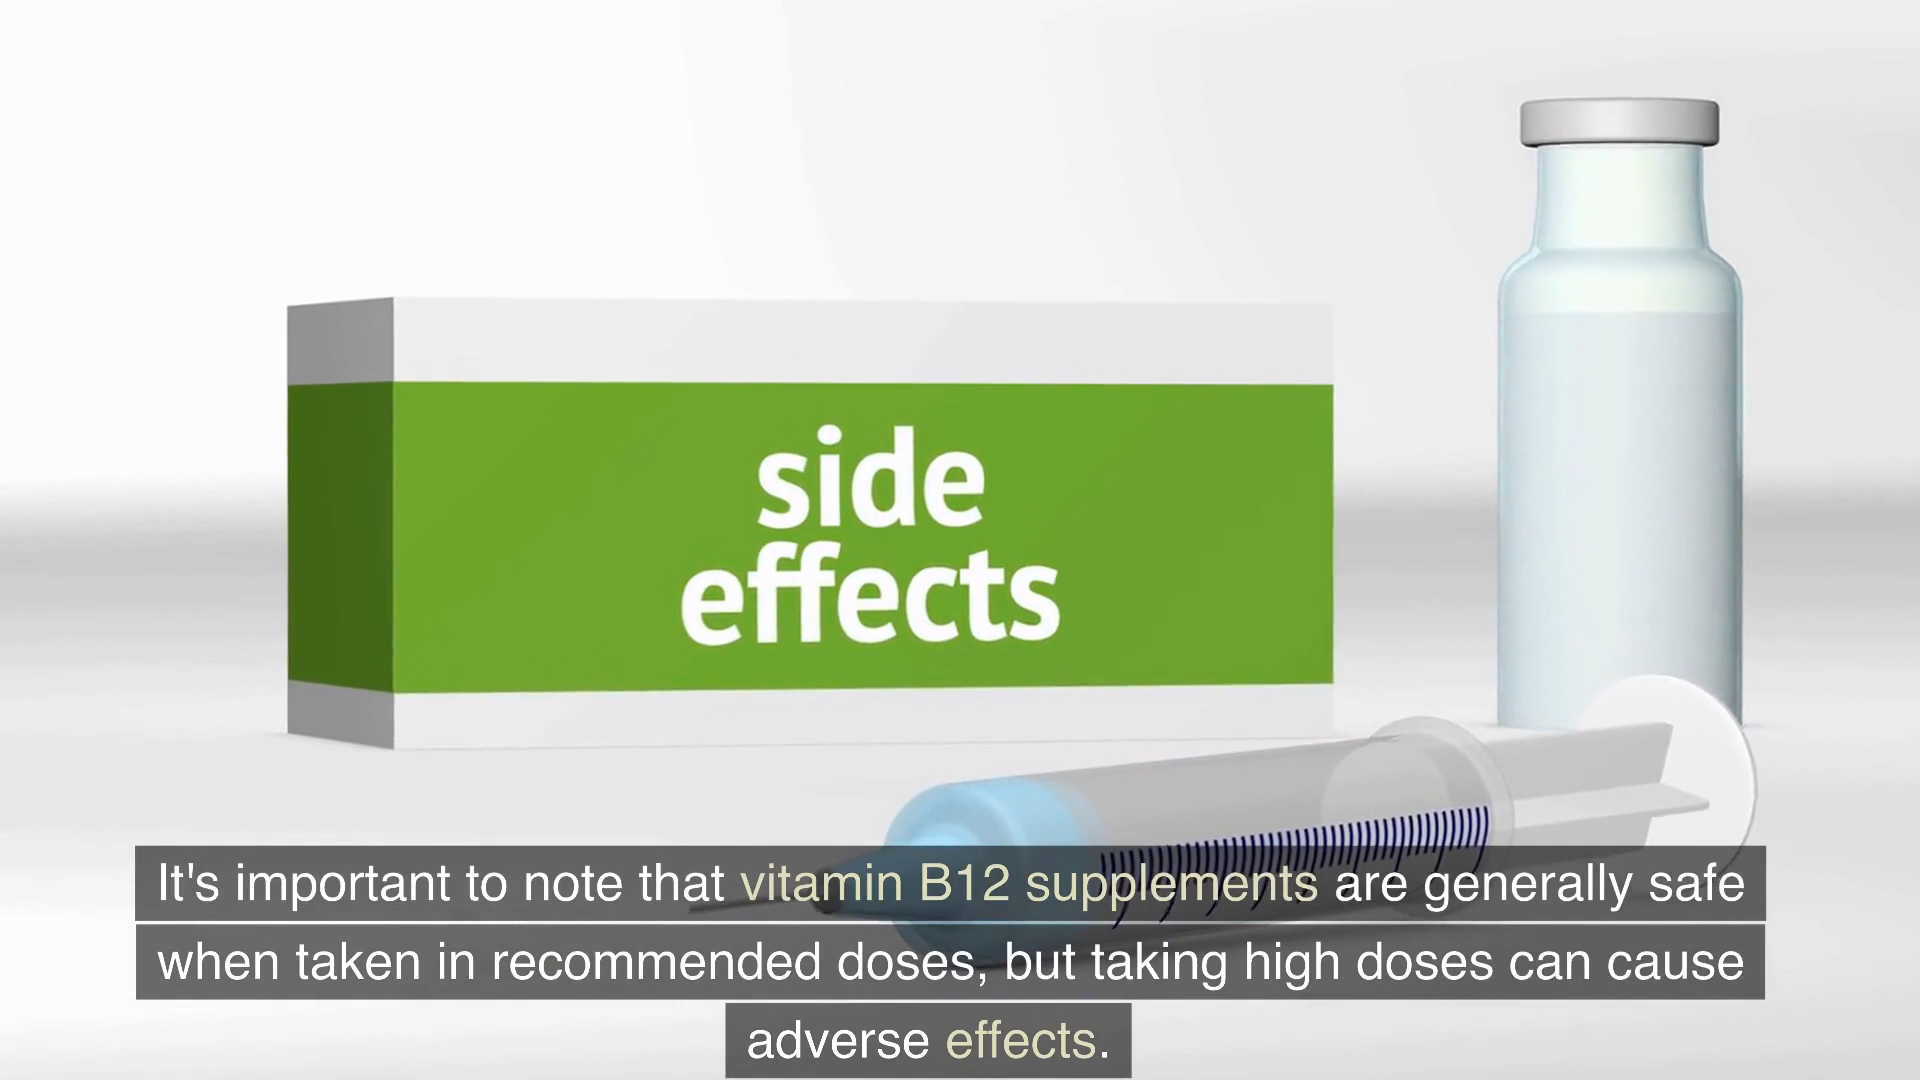 side
effects
It's important to note that vitamin B12 supplements are generally safe
when taken in recommended doses, but taking high doses can cause
adverse effects.